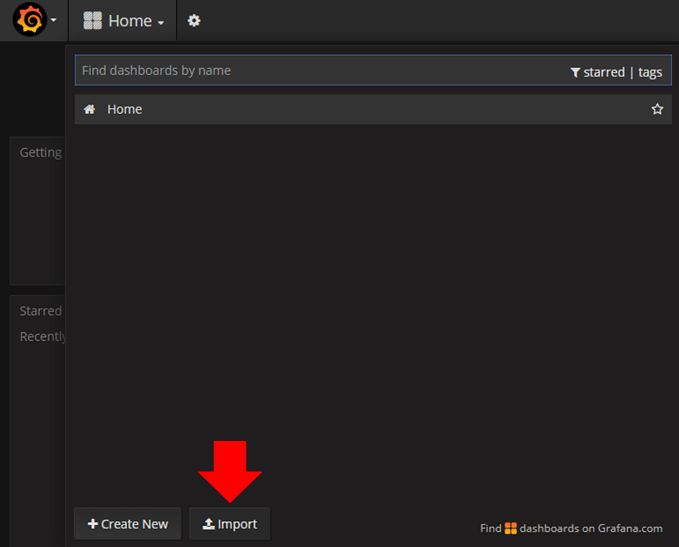 Home
Find dashboards by name
starred | tags
Home
Getting
Starred
Recently
Create New
Import
Find dashboards on Grafana.com